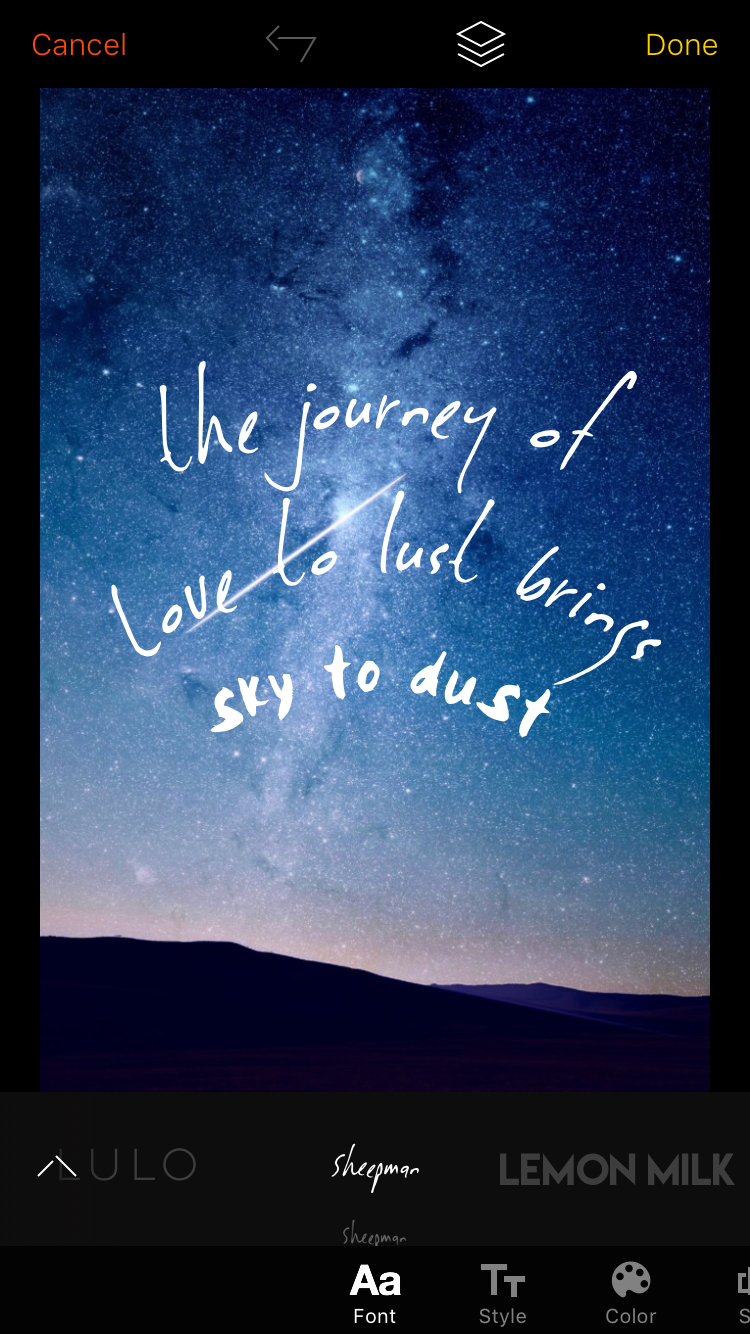 Cancel
Done
the journey of
love to lust brings
sky to dust
LULO
sheepman
LEMON MILK
sheepman
Aa
Font
Style
Color